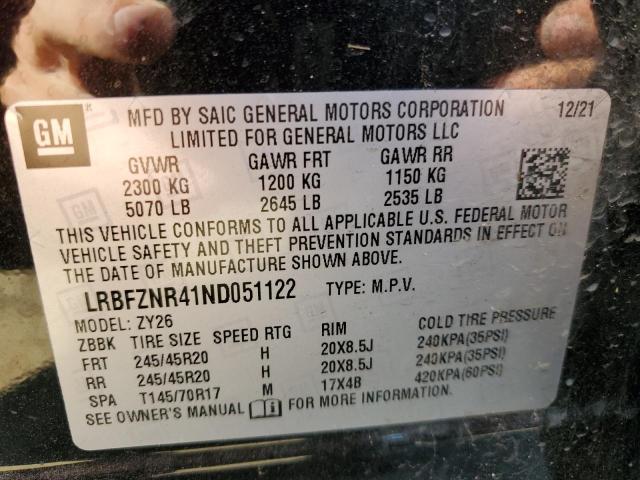 GM
MFD BY SAIC GENERAL MOTORS CORPORATION 12/21
LIMITED FOR GENERAL MOTORS LLC
GVWR GAWR FRT GAWR RR
2300 KG 1200 KG 1150 KG
5070 LB 2645 LB 2535 LB
THIS VEHICLE CONFORMS TO ALL APPLICABLE U.S. FEDERAL MOTOR
VEHICLE SAFETY AND THEFT PREVENTION STANDARDS IN EFFECT ON
THE DATE OF MANUFACTURE SHOWN ABOVE.
LRBFZNR41ND051122 TYPE: M.P.V.
MODEL: ZY26
ZBBK TIRE SIZE SPEED RTG RIM COLD TIRE PRESSURE
FRT 245/45R20 H 20X8.5J 240KPA(35PSI)
RR 245/45R20 H 20X8.5J 240KPA(35PSI)
SPA T145/70R17 M 17X4B 420KPA(60PSI)
SEE OWNER'S MANUAL FOR MORE INFORMATION.